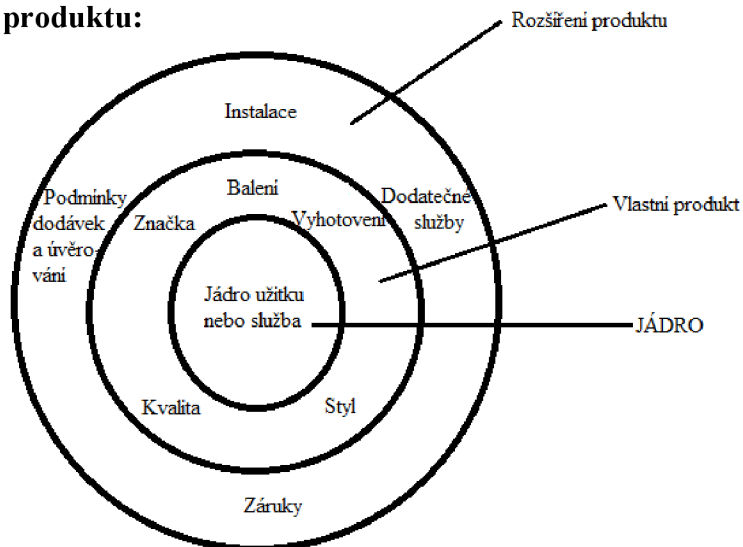 produktu:
Rozšíření produktu
Instalace
Balení
Podmínky
dodávek
a úvěro-
vání
Značka
Vyhotovení
Dodatečné
služby
Vlastní produkt
Jádro užitku
nebo služba
JÁDRO
Kvalita
Styl
Záruky